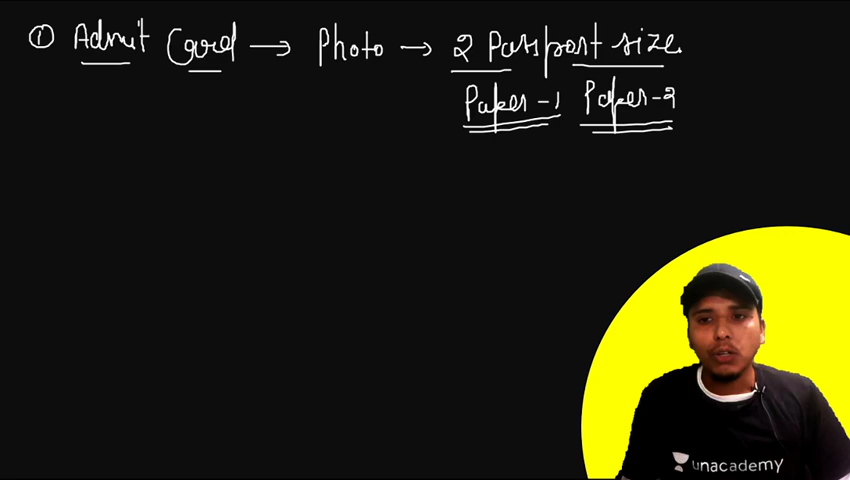 ① Admit Card → Photo → 2 Passport size
Paper-1 Paper-2
unacademy